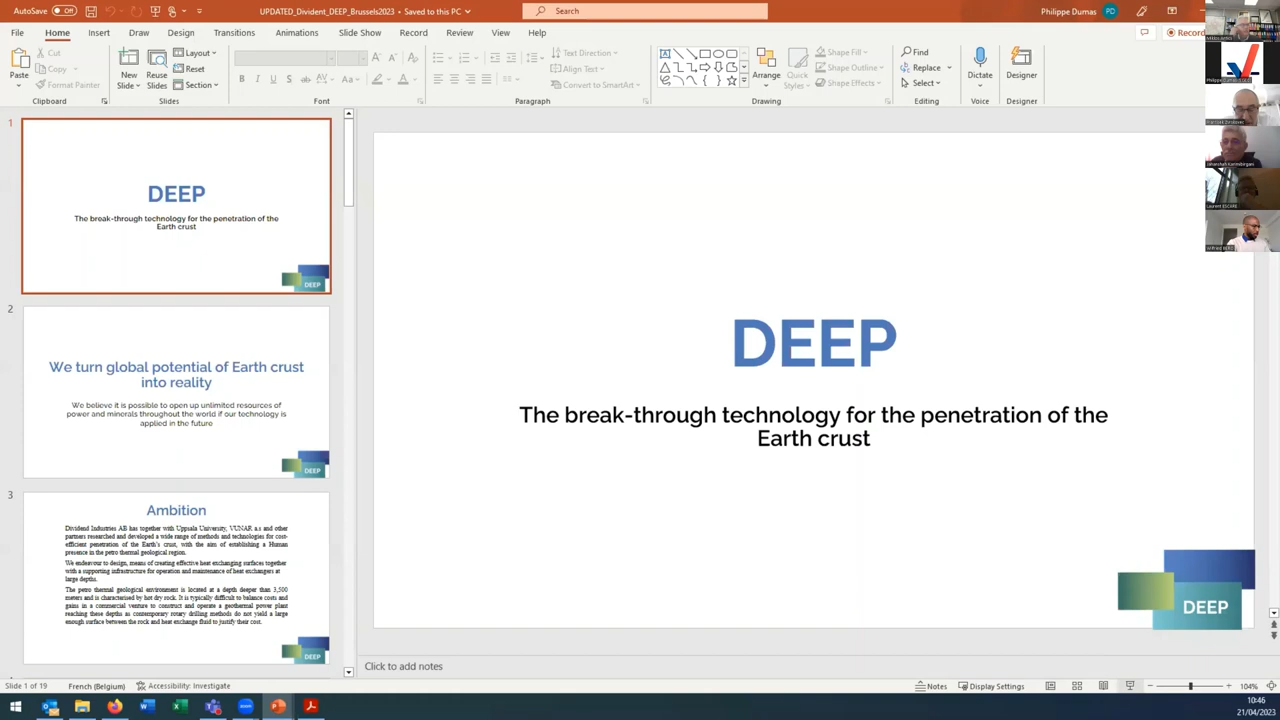 AutoSave
Off
UPDATED_Divident_DEEP_Brussels2023 • Saved to this PC
Search
Philippe Dumas
PD
File
Home
Insert
Draw
Design
Transitions
Animations
Slide Show
Record
Review
View
Help
Record
Paste
Cut
Copy
Format Painter
Clipboard
New
Slides
Reuse
Slides
Layout
Reset
Section
Slides
Font
Text Direction
Align Text
Convert to SmartArt
Paragraph
Arrange
Quick
Styles
Shape Fill
Shape Outline
Shape Effects
Drawing
Find
Replace
Select
Editing
Dictate
Voice
Designer
Designer
1
DEEP
The break-through technology for the penetration of the
Earth crust
DEEP
2
We turn global potential of Earth crust
into reality
We believe it is possible to open up unlimited resources of
power and minerals throughout the world if our technology is
applied in the future
DEEP
3
Ambition
Dividend Industries AB has together with Uppsala University, VUNAR a.s and other
partners researched and developed a wide range of methods and technologies for cost-
efficient penetration of the Earth's crust, with the aim of establishing a Human
presence in the petro thermal geological region.
We endeavour to design, means of creating effective heat exchanging surfaces together
with a supporting infrastructure for operation and maintenance of heat exchangers at
large depths.
The petro thermal geological environment is located at a depth deeper than 3,500
meters and is characterised by hot dry rock. It is typically difficult to balance costs and
gains in a commercial venture to construct and operate a geothermal power plant
reaching these depths as contemporary rotary drilling methods do not yield a large
enough surface between the rock and heat exchange fluid to justify their cost.
DEEP
DEEP
The break-through technology for the penetration of the
Earth crust
DEEP
Click to add notes
Slide 1 of 19
French (Belgium)
Accessibility: Investigate
Notes
Display Settings
104%
10:46
21/04/2023